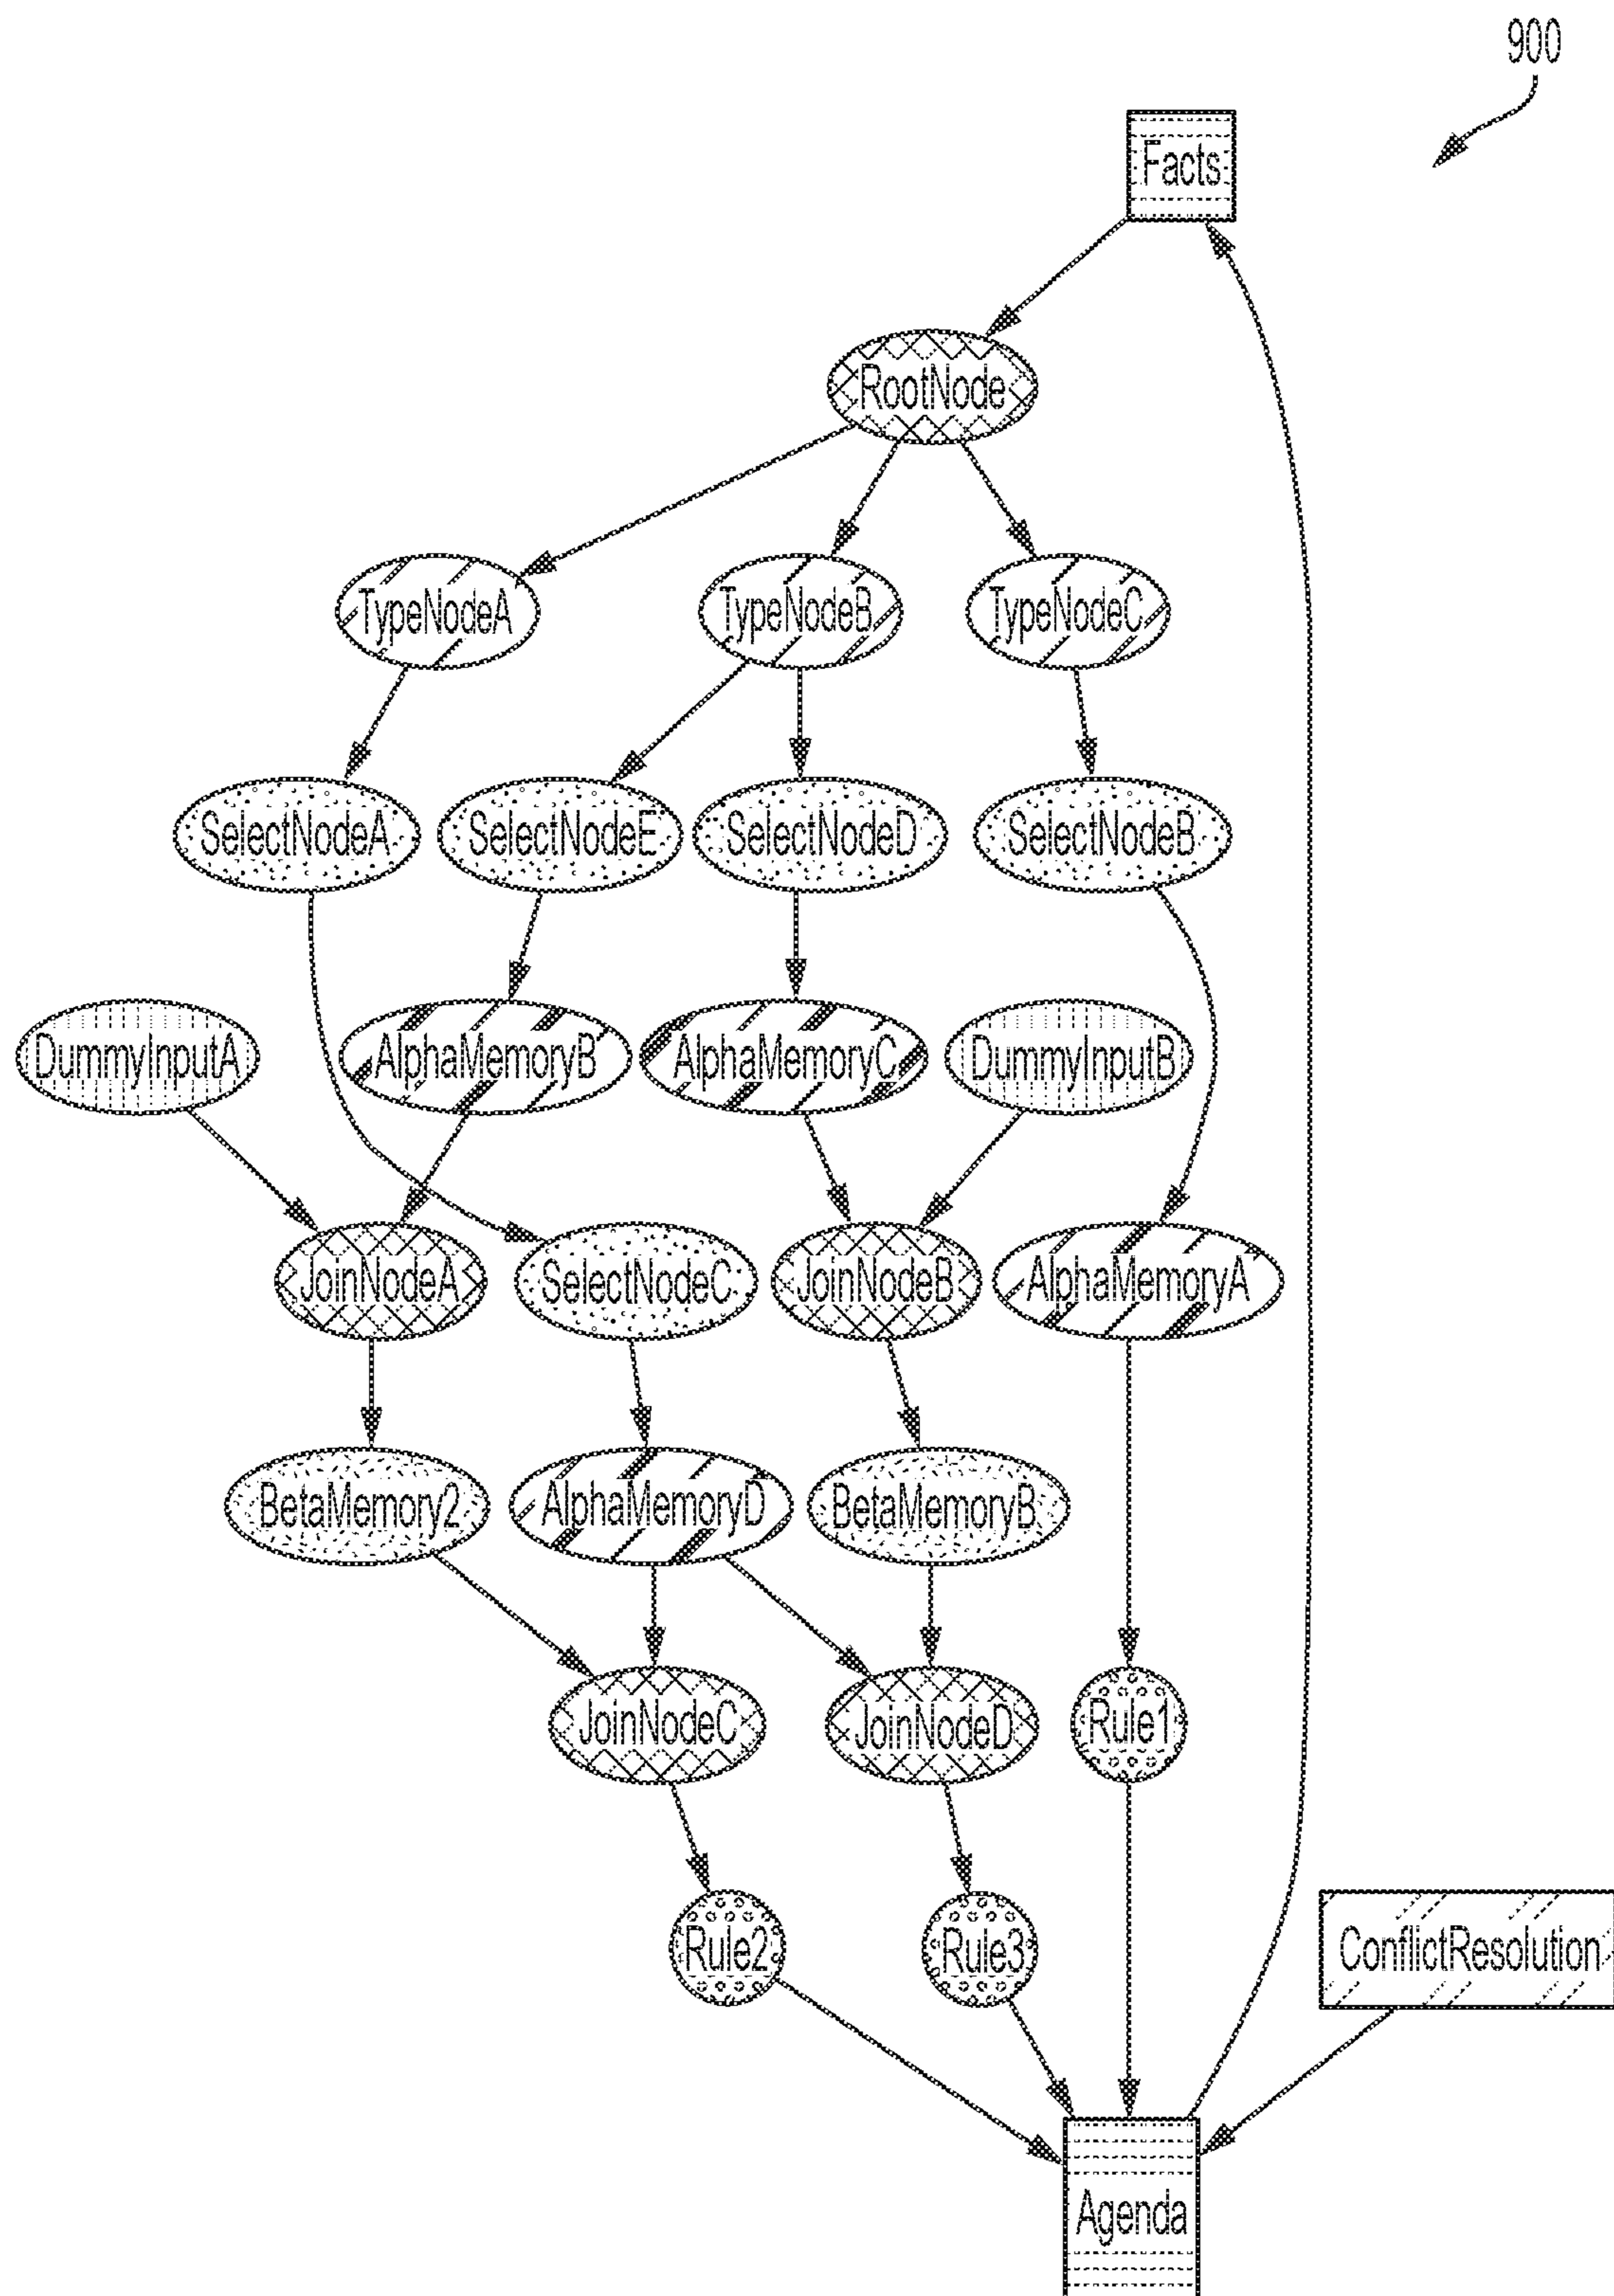 900
Facts
RootNode
TypeNodeA
TypeNodeB
TypeNodeC
SelectNodeA
SelectNodeE
SelectNodeD
SelectNodeB
DummyInputA
AlphaMemoryB
AlphaMemoryC
DummyInputB
JoinNodeA
SelectNodeC
JoinNodeB
AlphaMemoryA
BetaMemory2
AlphaMemoryD
BetaMemoryB
JoinNodeC
JoinNodeD
Rule1
Rule2
Rule3
ConflictResolution
Agenda